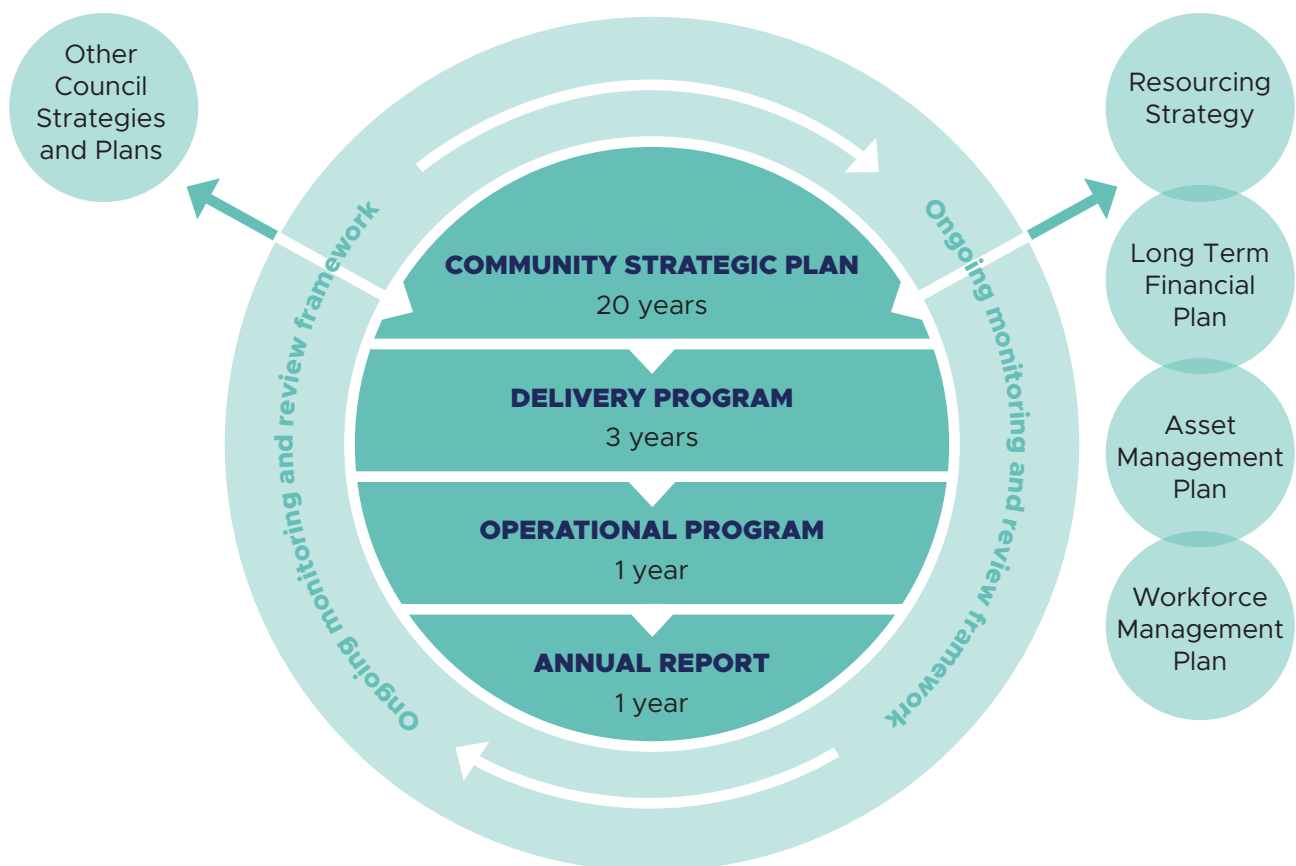 Other
Council
Strategies
and Plans
Ongoing monitoring and review framework
COMMUNITY STRATEGIC PLAN
20 years
DELIVERY PROGRAM
3 years
OPERATIONAL PROGRAM
1 year
ANNUAL REPORT
1 year
Ongoing monitoring and review framework
Resourcing
Strategy
Long Term
Financial
Plan
Asset
Management
Plan
Workforce
Management
Plan